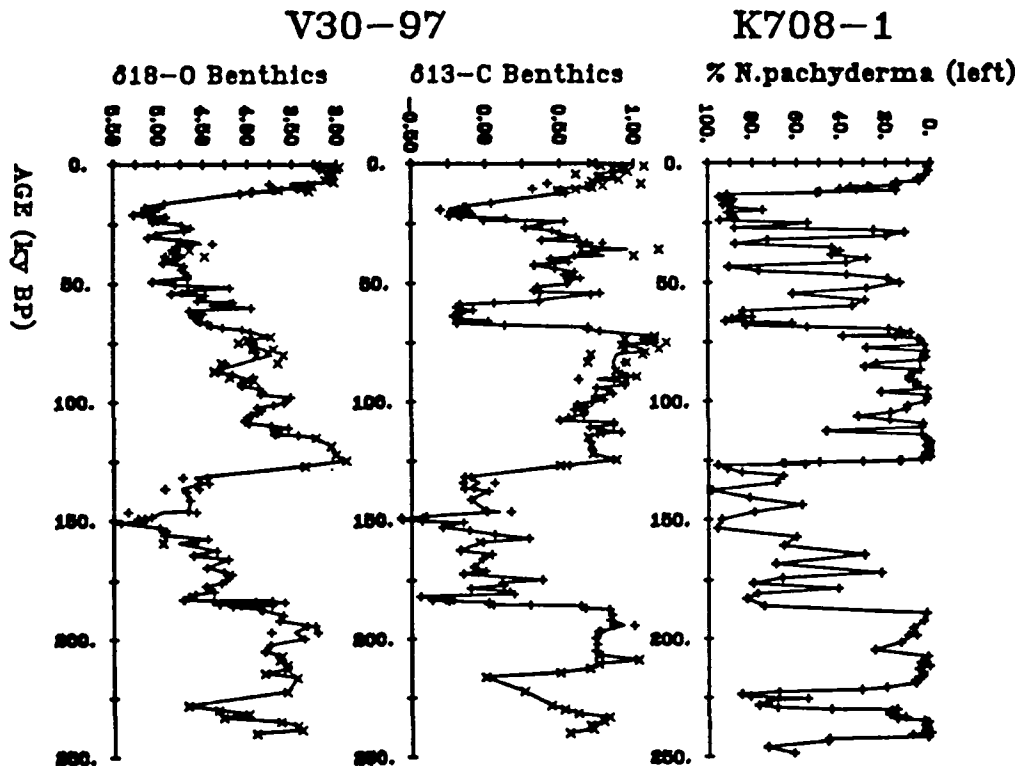 V30-97 K708-1
δ18-O Benthics δ13-C Benthics % N.pachyderma (left)
5.50 5.00 4.50 4.00 3.50 3.00 -0.50 0.00 0.50 1.00 100. 80. 60. 40. 20. 0.
0. 0. 0.
50. 50. 50.
100. 100. 100.
150. 150. 150.
200. 200. 200.
250. 250. 250.
AGE (ky BP)